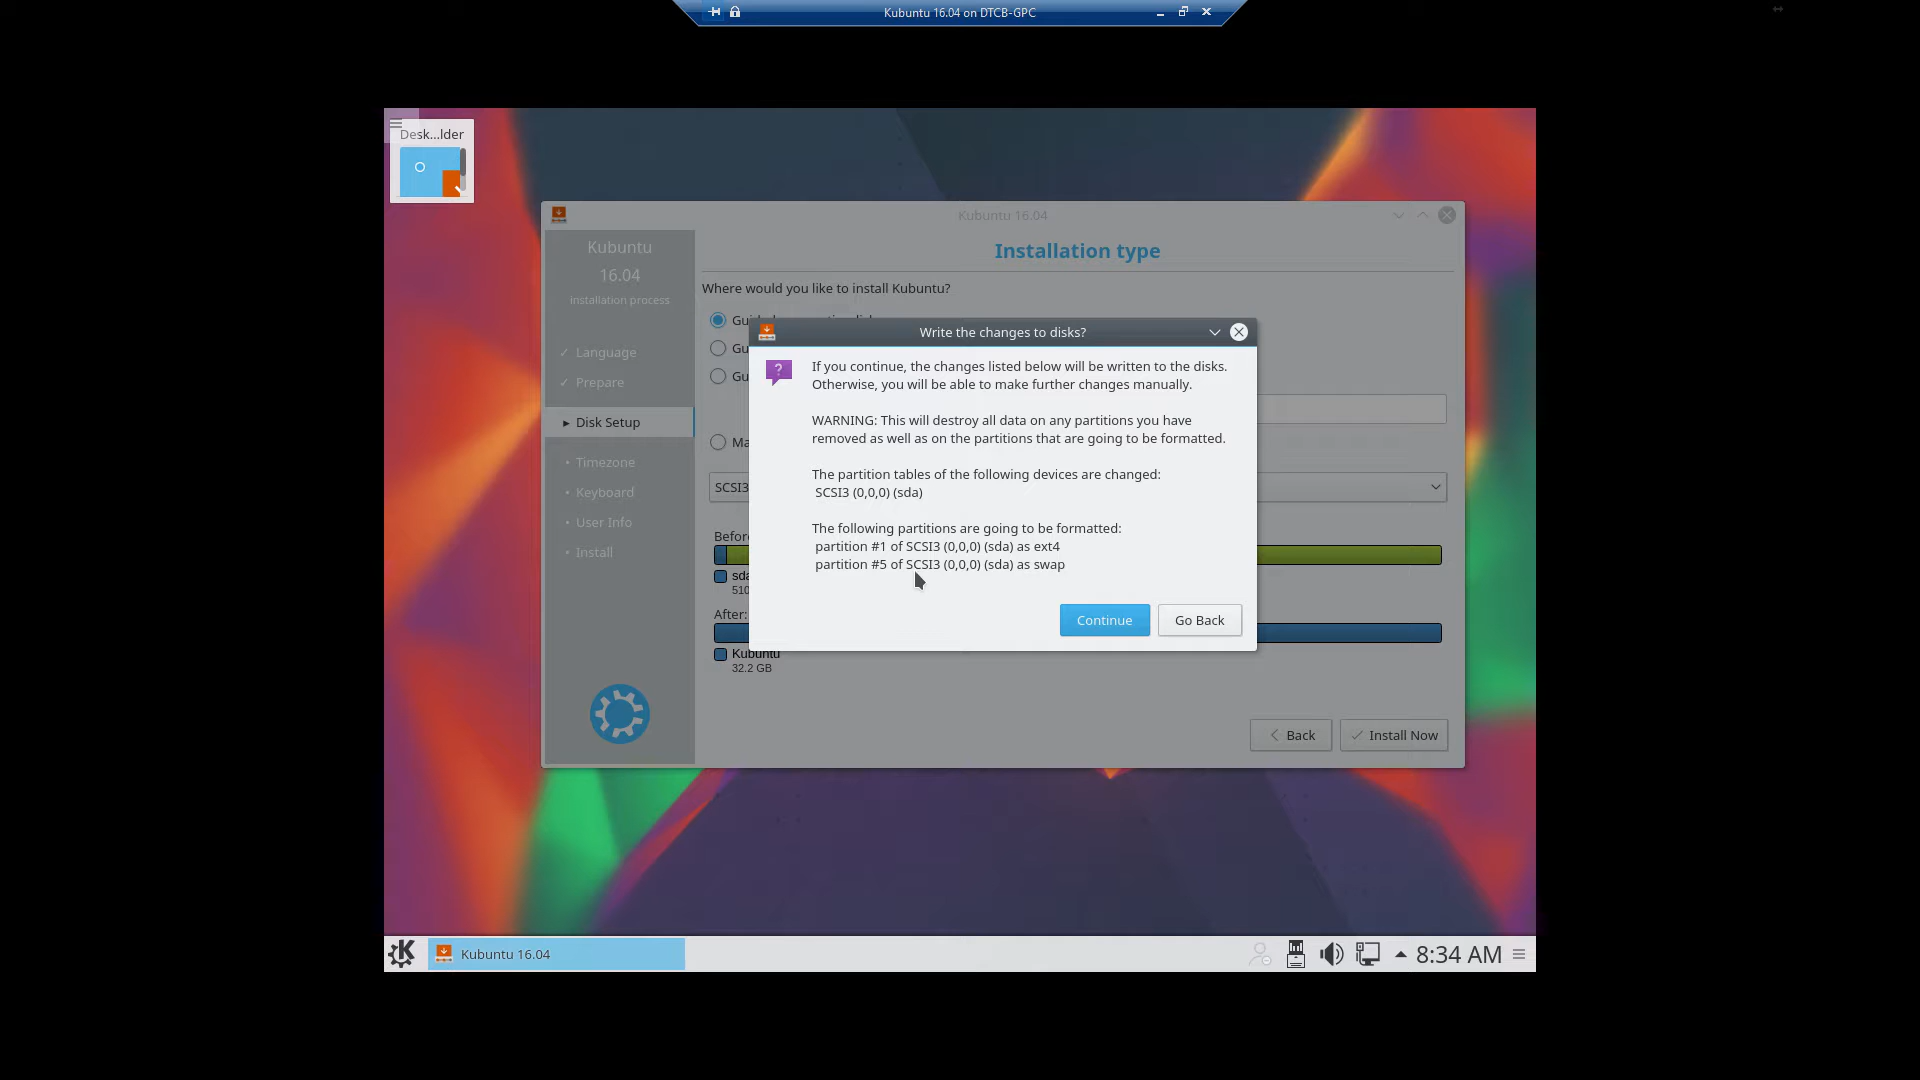 Kubuntu 16.04 on DTCB-GPC
Desk...lder
Kubuntu 16.04
Kubuntu
16.04
installation process
✓ Language
✓ Prepare
▸ Disk Setup
• Timezone
• Keyboard
• User Info
• Install
Installation type
Where would you like to install Kubuntu?
Gu
Gu
Ma
SCSI3
Before
sda
510
After:
Kubuntu
32.2 GB
Back
Install Now
Write the changes to disks?
If you continue, the changes listed below will be written to the disks.
Otherwise, you will be able to make further changes manually.
WARNING: This will destroy all data on any partitions you have
removed as well as on the partitions that are going to be formatted.
The partition tables of the following devices are changed:
SCSI3 (0,0,0) (sda)
The following partitions are going to be formatted:
partition #1 of SCSI3 (0,0,0) (sda) as ext4
partition #5 of SCSI3 (0,0,0) (sda) as swap
Continue
Go Back
Kubuntu 16.04
8:34 AM